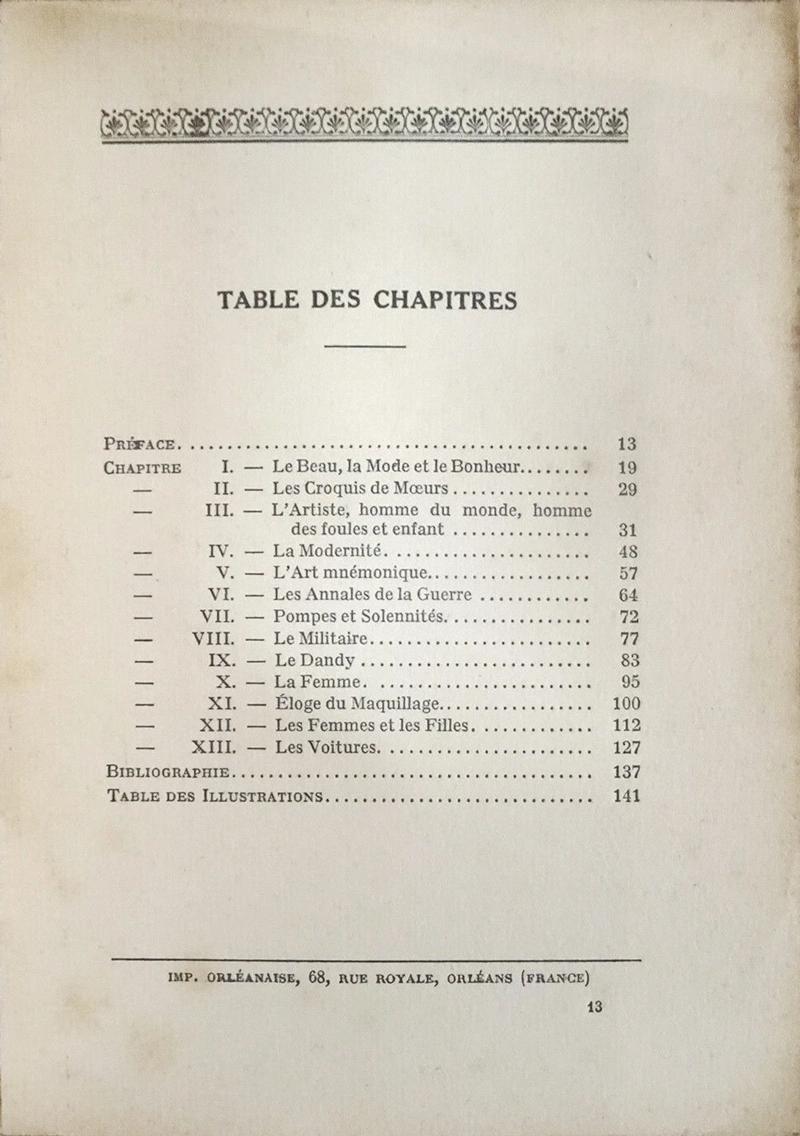 TABLE DES CHAPITRES
PRÉFACE. . . . . . . . . . . . . . . . . . . . . . . . . . . . . . . . . . . . . . . . . . . 13
CHAPITRE I. — Le Beau, la Mode et le Bonheur........ 19
— II. — Les Croquis de Mœurs ............... 29
— III. — L'Artiste, homme du monde, homme
des foules et enfant ............... 31
— IV. — La Modernité. ...................... 48
— V. — L'Art mnémonique.................. 57
— VI. — Les Annales de la Guerre ............ 64
— VII. — Pompes et Solennités. ............... 72
— VIII. — Le Militaire........................ 77
— IX. — Le Dandy ......................... 83
— X. — La Femme. ....................... 95
— XI. — Éloge du Maquillage................. 100
— XII. — Les Femmes et les Filles. ............ 112
— XIII. — Les Voitures. ...................... 127
BIBLIOGRAPHIE....................................... 137
TABLE DES ILLUSTRATIONS............................. 141
IMP. ORLÉANAISE, 68, RUE ROYALE, ORLÉANS (FRANCE)
13